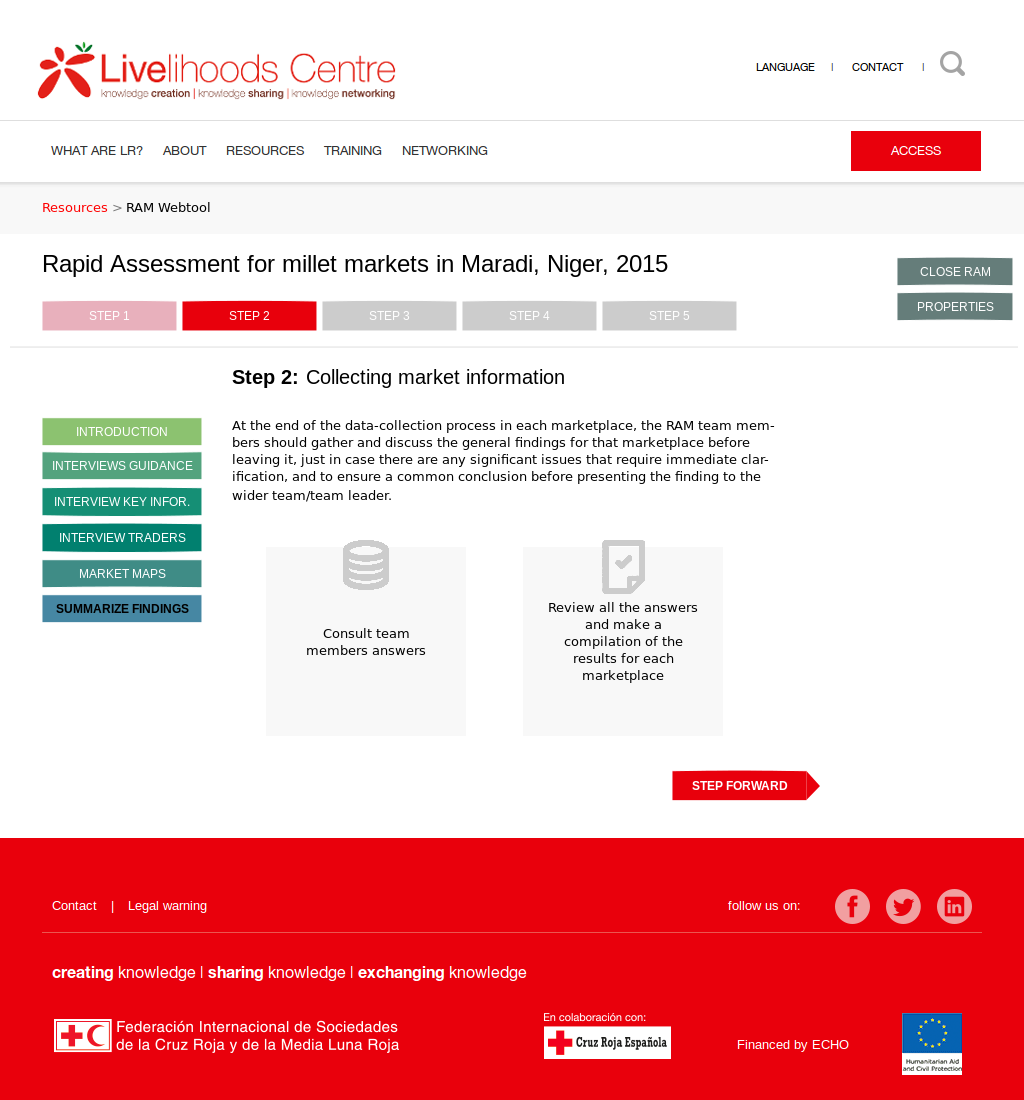 Livelihoods Centre
knowledge creation | knowledge sharing | knowledge networking
LANGUAGE | CONTACT |
WHAT ARE LR? ABOUT RESOURCES TRAINING NETWORKING ACCESS
Resources > RAM Webtool
Rapid Assessment for millet markets in Maradi, Niger, 2015
CLOSE RAM
PROPERTIES
STEP 1 STEP 2 STEP 3 STEP 4 STEP 5
Step 2: Collecting market information
INTRODUCTION
INTERVIEWS GUIDANCE
INTERVIEW KEY INFOR.
INTERVIEW TRADERS
MARKET MAPS
SUMMARIZE FINDINGS
At the end of the data-collection process in each marketplace, the RAM team mem-
bers should gather and discuss the general findings for that marketplace before
leaving it, just in case there are any significant issues that require immediate clar-
ification, and to ensure a common conclusion before presenting the finding to the
wider team/team leader.
Consult team
members answers
Review all the answers
and make a
compilation of the
results for each
marketplace
STEP FORWARD
Contact | Legal warning
follow us on:
creating knowledge | sharing knowledge | exchanging knowledge
Federación Internacional de Sociedades
de la Cruz Roja y de la Media Luna Roja
En colaboración con:
Cruz Roja Española
Financed by ECHO
Humanitarian Aid
and Civil Protection